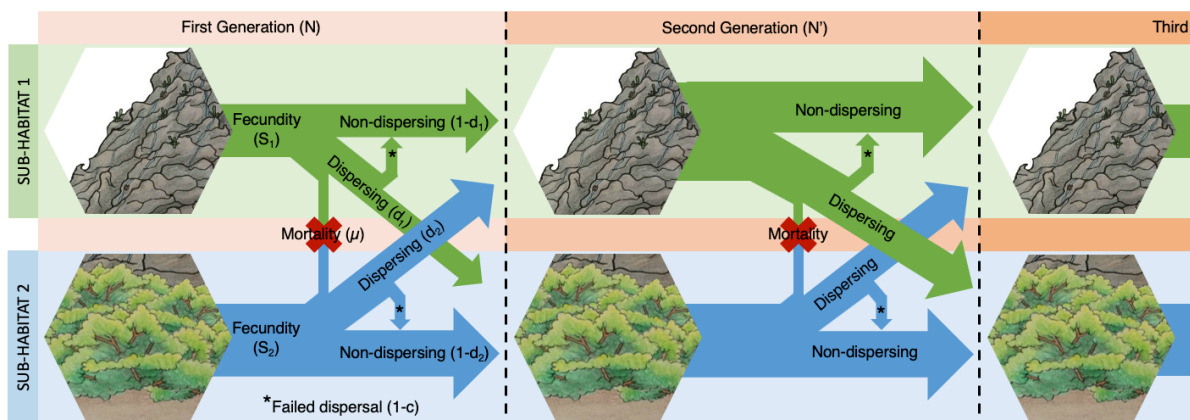 First Generation (N)
Second Generation (N’)
Third
SUB-HABITAT 1
Fecundity
(S1)
Non-dispersing (1-d1)
*
Dispersing (d1)
Non-dispersing
*
Dispersing
Mortality (μ)
Mortality
SUB-HABITAT 2
Fecundity
(S2)
Dispersing (d2)
*
Non-dispersing (1-d2)
*Failed dispersal (1-c)
Dispersing
*
Non-dispersing